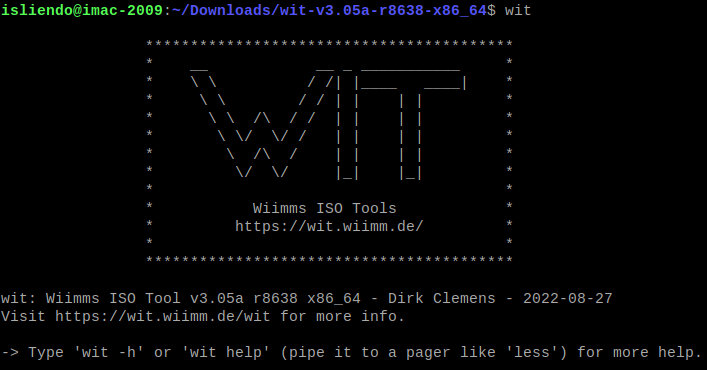 isliendo@imac-2009:~/Downloads/wit-v3.05a-r8638-x86_64$ wit
*****************************************
*    __            __ _ ___________     *
*    \ \          / /| |____   ____|    *
*     \ \        / / | |    | |         *
*      \ \  /\  / /  | |    | |         *
*       \ \/  \/ /   | |    | |         *
*        \  /\  /    | |    | |         *
*         \/  \/     |_|    |_|         *
*                                       *
*           Wiimms ISO Tools            *
*         https://wit.wiimm.de/         *
*                                       *
*****************************************
wit: Wiimms ISO Tool v3.05a r8638 x86_64 - Dirk Clemens - 2022-08-27
Visit https://wit.wiimm.de/wit for more info.
-> Type 'wit -h' or 'wit help' (pipe it to a pager like 'less') for more help.